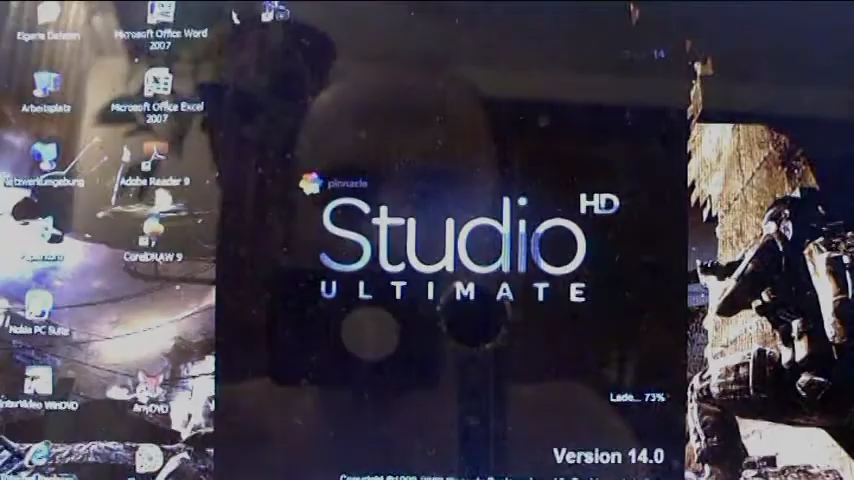 Eigene Dateien
Microsoft Office Word
2007
Arbeitsplatz
Microsoft Office Excel
2007
Netzwerkumgebung
Adobe Reader 9
Papierkorb
CorelDRAW 9
Nokia PC Suite
InterVideo WinDVD
AnyDVD
pinnacle
Studio HD
ULTIMATE
Lade... 73%
Version 14.0